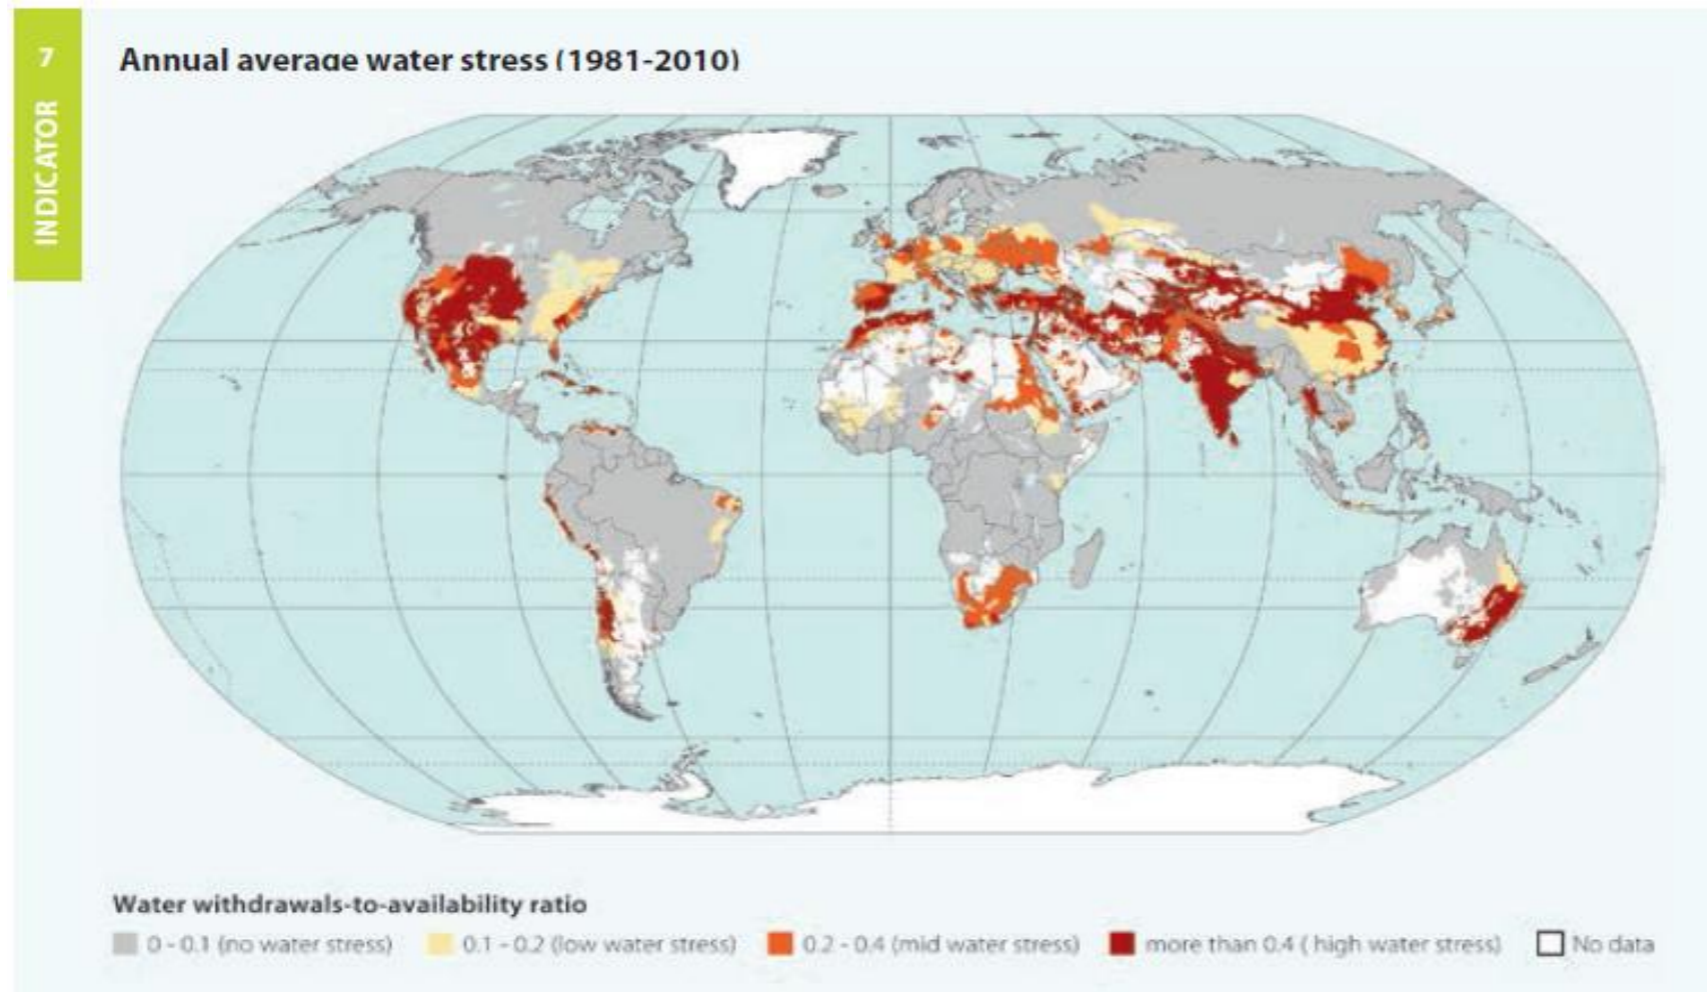 7
INDICATOR
Annual average water stress (1981-2010)
Water withdrawals-to-availability ratio
0 - 0.1 (no water stress) 0.1 - 0.2 (low water stress) 0.2 - 0.4 (mid water stress) more than 0.4 ( high water stress) No data